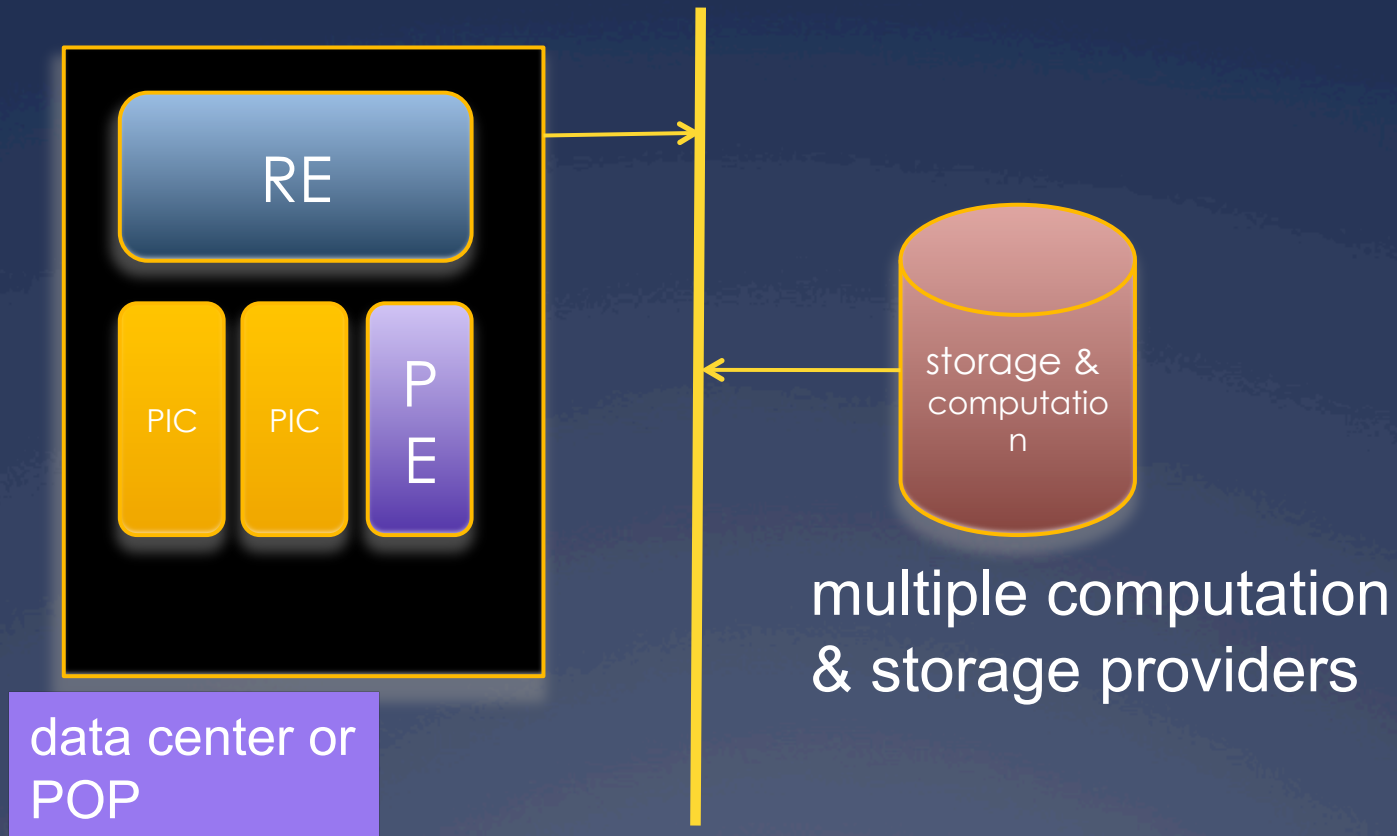 RE
PIC
PIC
P
E
storage &
computatio
n
multiple computation
& storage providers
data center or
POP